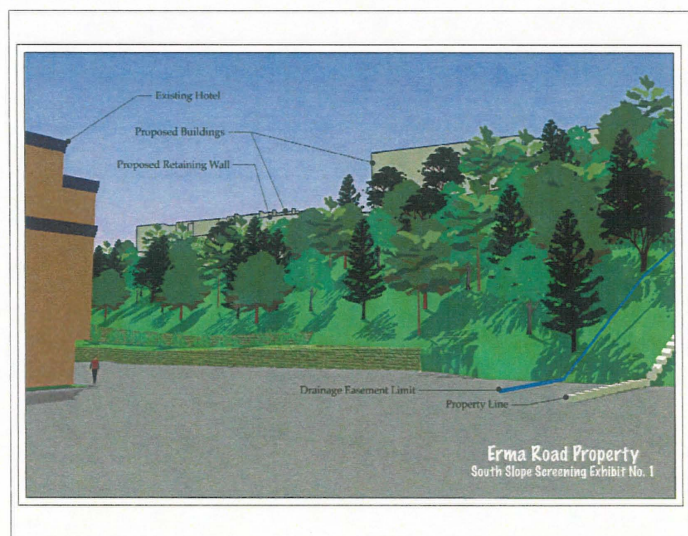 Existing Hotel
Proposed Buildings
Proposed Retaining Wall
Drainage Easement Limit
Property Line
Erma Road Property
South Slope Screening Exhibit No. 1